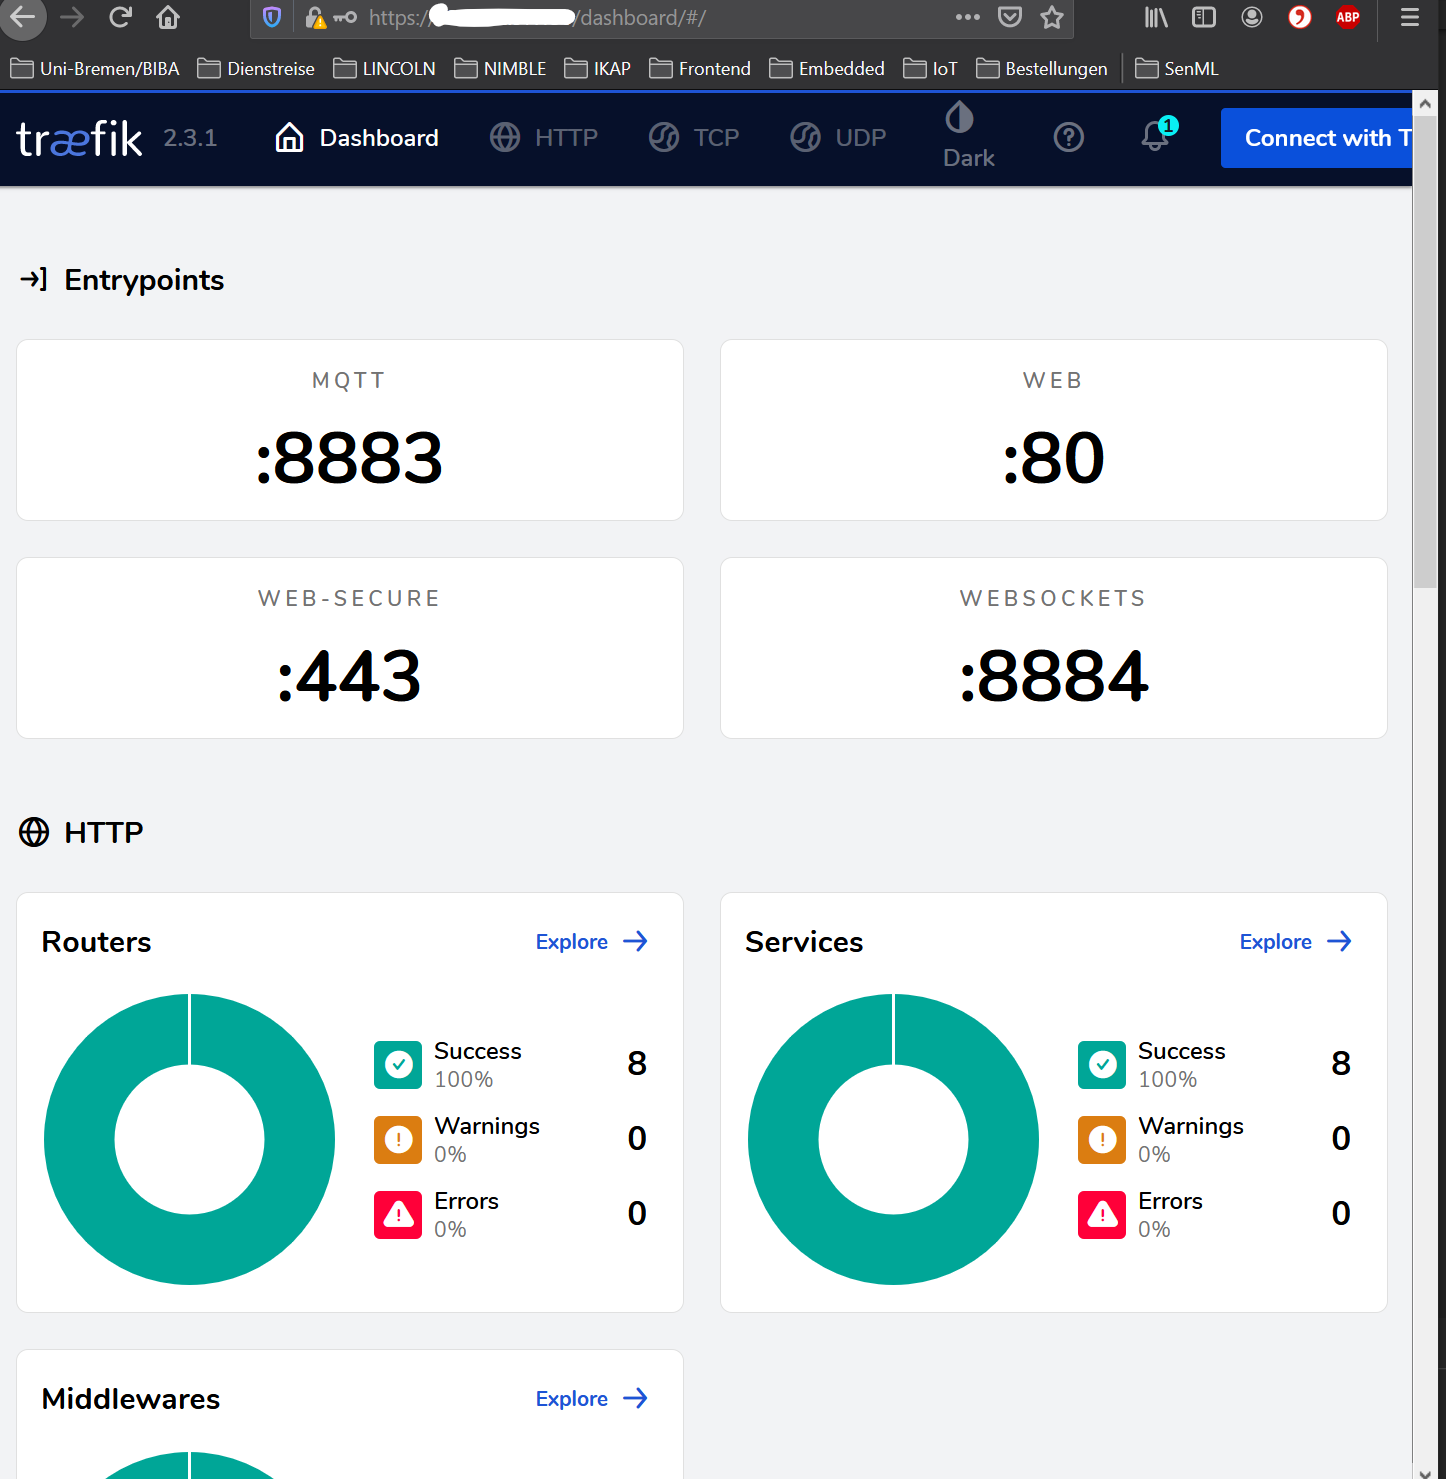 https:/ /dashboard/#/
ABP
Uni-Bremen/BIBA Dienstreise LINCOLN NIMBLE IKAP Frontend Embedded IoT Bestellungen SenML
træfik 2.3.1 Dashboard HTTP TCP UDP Dark 1 Connect with T
Entrypoints
MQTT
:8883
WEB
:80
WEB-SECURE
:443
WEBSOCKETS
:8884
HTTP
Routers Explore
Success 8
100%
Warnings 0
0%
Errors 0
0%
Services Explore
Success 8
100%
Warnings 0
0%
Errors 0
0%
Middlewares Explore